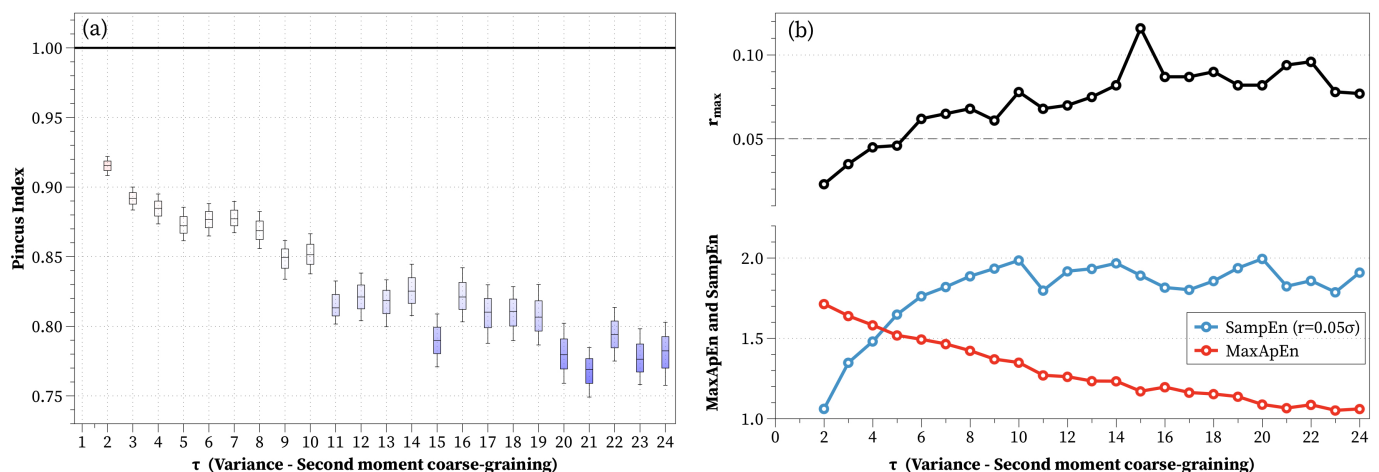 (a)
1.00
0.95
0.90
0.85
0.80
0.75
Pincus Index
1 2 3 4 5 6 7 8 9 10 11 12 13 14 15 16 17 18 19 20 21 22 23 24
τ (Variance - Second moment coarse-graining)
(b)
0.10
0.05
r_max
2.0
1.5
1.0
MaxApEn and SampEn
SampEn (r=0.05σ)
MaxApEn
0 2 4 6 8 10 12 14 16 18 20 22 24
τ (Variance - Second moment coarse-graining)